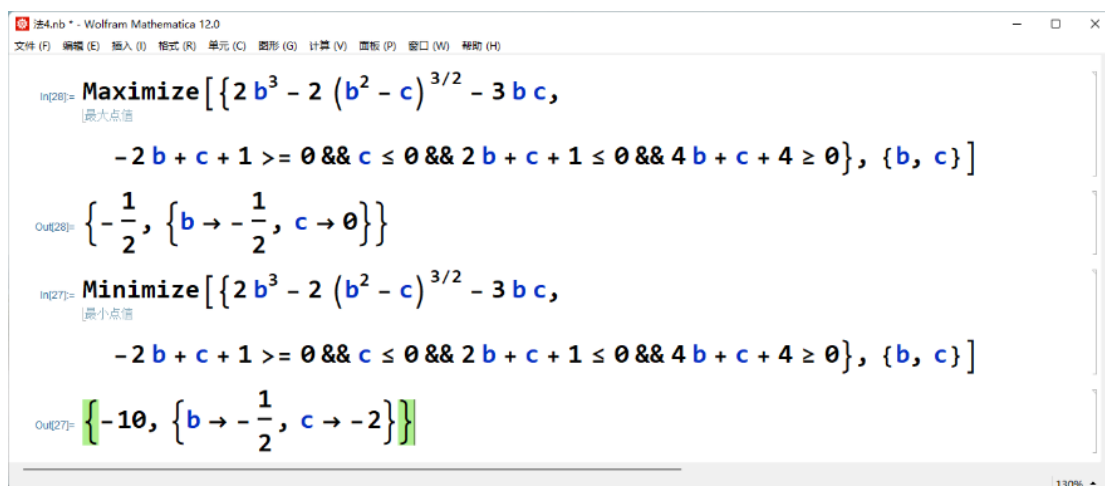 法4.nb * - Wolfram Mathematica 12.0
文件 (F) 编辑 (E) 插入 (I) 格式 (R) 单元 (C) 图形 (G) 计算 (V) 面板 (P) 窗口 (W) 帮助 (H)
In[28]:= Maximize[{2 b^3 - 2 (b^2 - c)^{3/2} - 3 b c,
最大点值
-2 b + c + 1 >= 0 && c ≤ 0 && 2 b + c + 1 ≤ 0 && 4 b + c + 4 ≥ 0}, {b, c}]
Out[28]= {-1/2, {b → -1/2, c → 0}}
In[27]:= Minimize[{2 b^3 - 2 (b^2 - c)^{3/2} - 3 b c,
最小点值
-2 b + c + 1 >= 0 && c ≤ 0 && 2 b + c + 1 ≤ 0 && 4 b + c + 4 ≥ 0}, {b, c}]
Out[27]= {-10, {b → -1/2, c → -2}}
130%